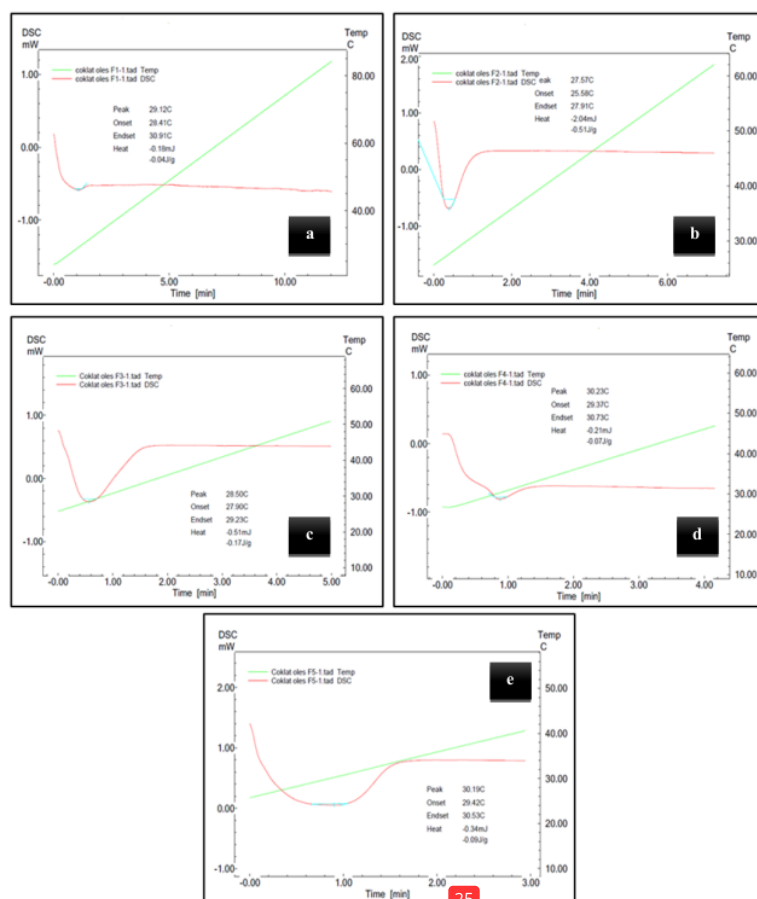 DSC
mW
Temp
C
coklat oles F1-1.tad Temp
coklat oles F1-1.tad DSC
1.00
0.00
-1.00
80.00
60.00
40.00
Peak 29.12C
Onset 28.41C
Endset 30.91C
Heat -0.18mJ
-0.04J/g
a
-0.00 5.00 10.00
Time [min]
DSC
mW
Temp
C
2.00
1.00
0.00
-1.00
60.00
50.00
40.00
30.00
coklat oles F2-1.tad Temp
coklat oles F2-1.tad DSC
eak 27.57C
Onset 25.58C
Endset 27.91C
Heat -2.04mJ
-0.51J/g
b
-0.00 2.00 4.00 6.00
Time [min]
DSC
mW
Temp
C
Coklat oles F3-1.tad Temp
Coklat oles F3-1.tad DSC
1.00
0.00
-1.00
60.00
50.00
40.00
30.00
20.00
10.00
Peak 28.50C
Onset 27.90C
Endset 29.23C
Heat -0.51mJ
-0.17J/g
c
-0.00 1.00 2.00 3.00 4.00 5.00
Time [min]
DSC
mW
Temp
C
1.00
0.00
-1.00
60.00
50.00
40.00
30.00
20.00
10.00
coklat oles F4-1.tad Temp
coklat oles F4-1.tad DSC
Peak 30.23C
Onset 29.37C
Endset 30.73C
Heat -0.21mJ
-0.07J/g
d
-0.00 1.00 2.00 3.00 4.00
Time [min]
DSC
mW
Temp
C
Coklat oles F5-1.tad Temp
Coklat oles F5-1.tad DSC
e
2.00
1.00
0.00
-1.00
50.00
40.00
30.00
20.00
10.00
Peak 30.19C
Onset 29.42C
Endset 30.53C
Heat -0.34mJ
-0.09J/g
-0.00 1.00 2.00 3.00
Time [min]